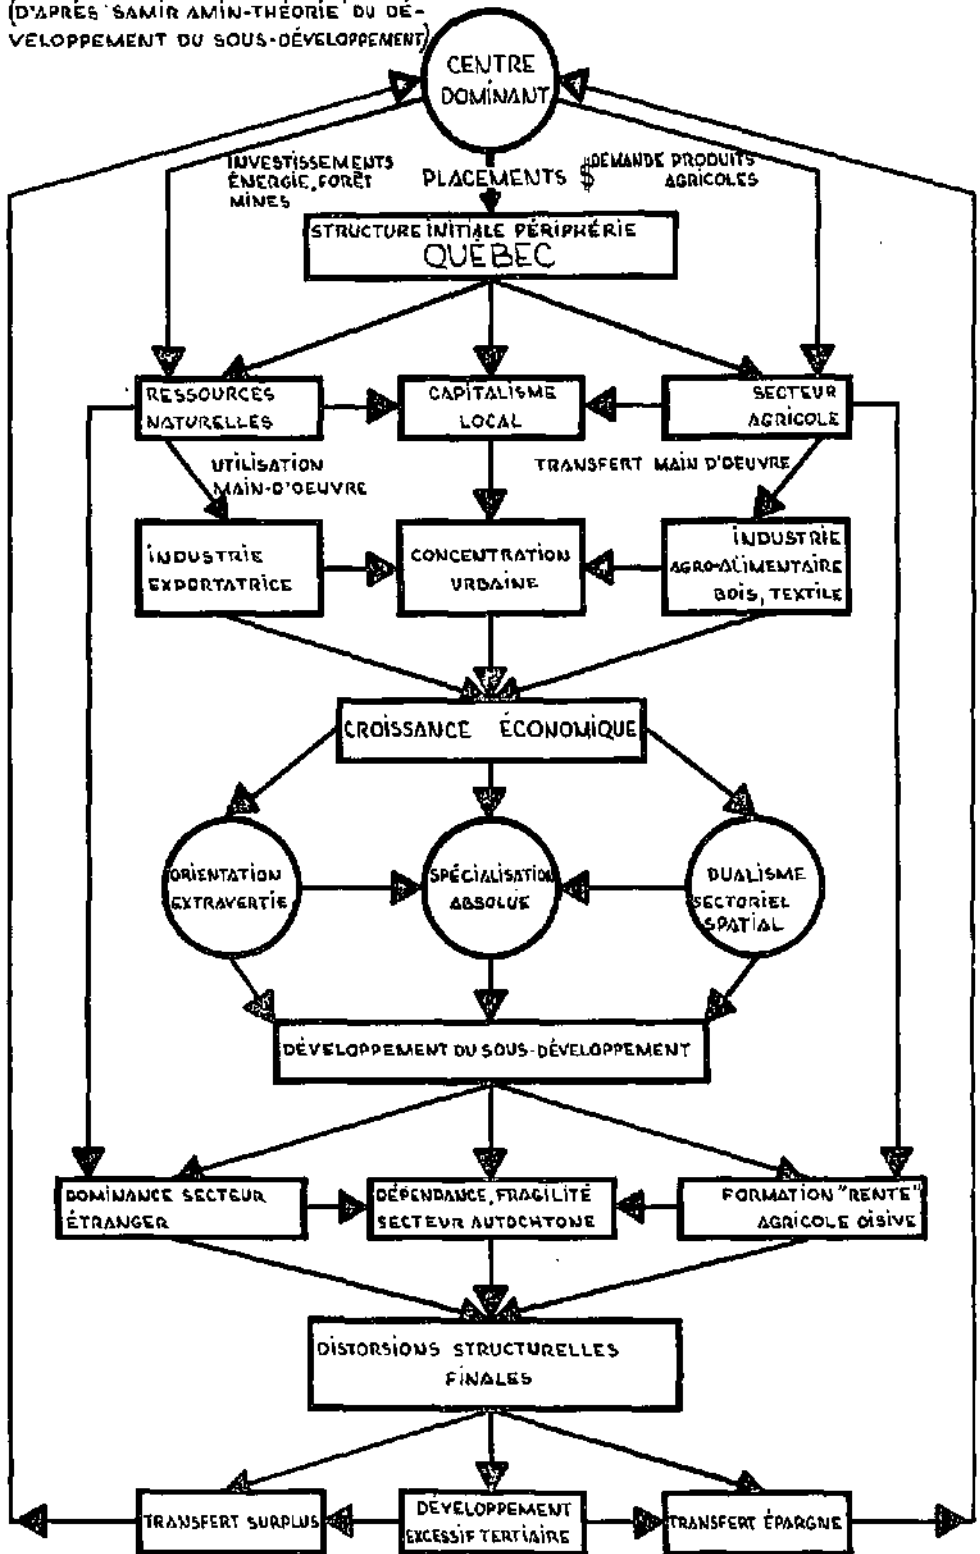 (D'APRÈS SAMIR AMIN-THÉORIE DU DÉ-
VELOPPEMENT DU SOUS-DÉVELOPPEMENT)
CENTRE
DOMINANT
INVESTISSEMENTS
ÉNERGIE, FORÊT
MINES
PLACEMENTS $
DEMANDE PRODUITS
AGRICOLES
STRUCTURE INITIALE PÉRIPHÉRIE
QUÉBEC
RESSOURCES
NATURELLES
CAPITALISME
LOCAL
SECTEUR
AGRICOLE
UTILISATION
MAIN-D'OEUVRE
TRANSFERT MAIN D'OEUVRE
INDUSTRIE
EXPORTATRICE
CONCENTRATION
URBAINE
INDUSTRIE
AGRO-ALIMENTAIRE
BOIS, TEXTILE
CROISSANCE ÉCONOMIQUE
ORIENTATION
EXTRAVERTIE
SPÉCIALISATION
ABSOLUE
DUALISME
SECTORIEL
SPATIAL
DÉVELOPPEMENT DU SOUS-DÉVELOPPEMENT
DOMINANCE SECTEUR
ÉTRANGER
DÉPENDANCE, FRAGILITÉ
SECTEUR AUTOCHTONE
FORMATION "RENTE"
AGRICOLE OISIVE
DISTORSIONS STRUCTURELLES
FINALES
TRANSFERT SURPLUS
DÉVELOPPEMENT
EXCESSIF TERTIAIRE
TRANSFERT ÉPARGNE